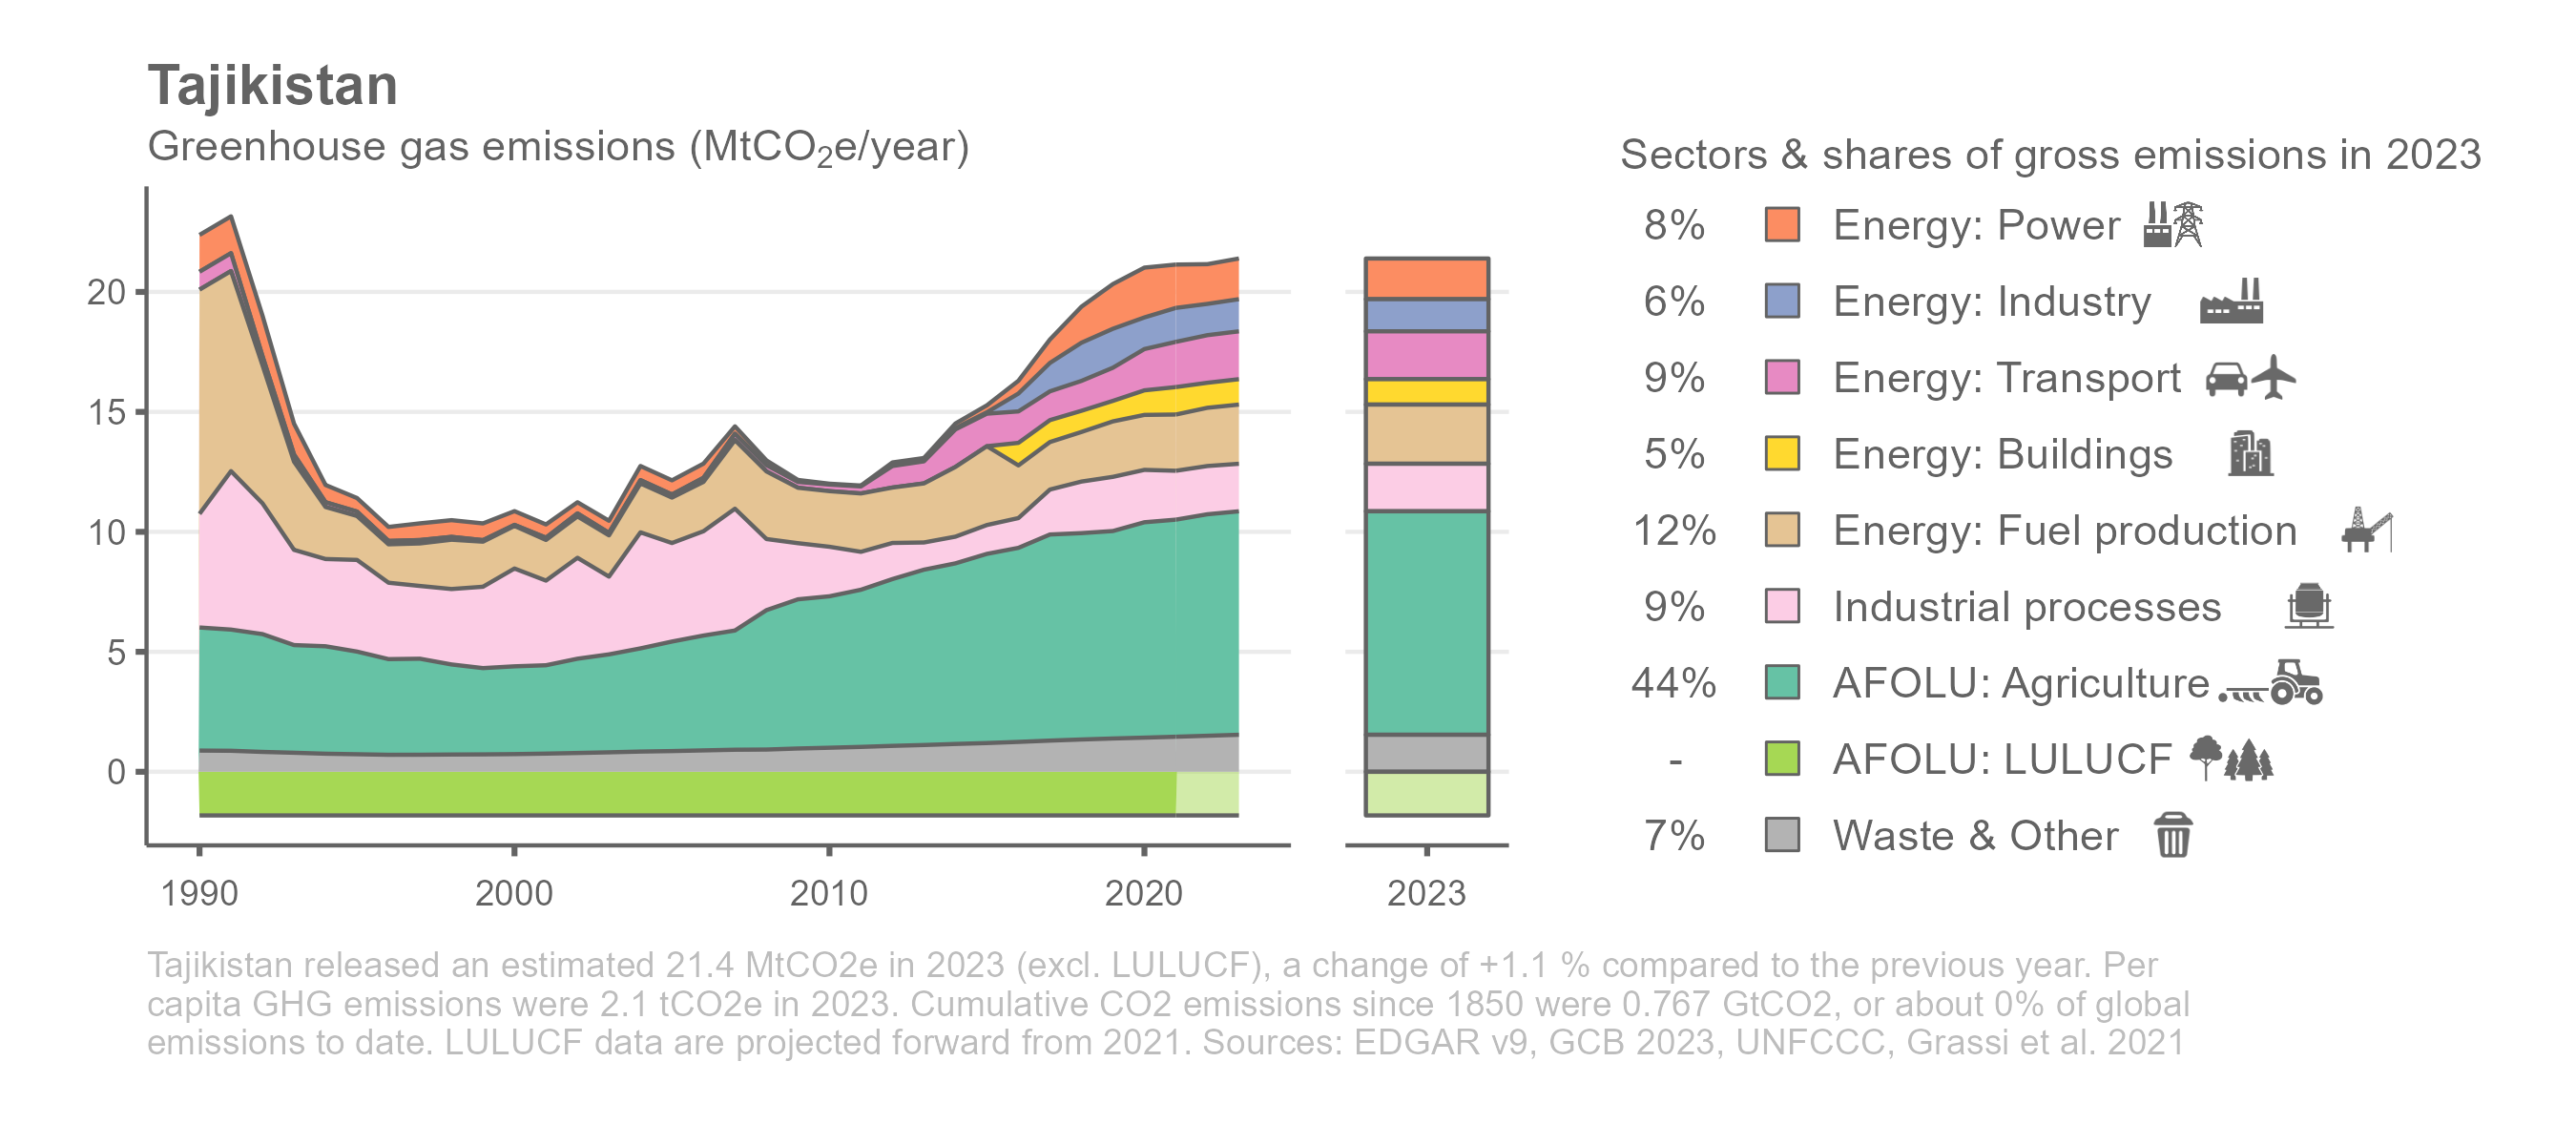 Tajikistan
Greenhouse gas emissions (MtCO₂e/year)
20
15
10
5
0
1990
2000
2010
2020
2023
Sectors & shares of gross emissions in 2023
8% Energy: Power
6% Energy: Industry
9% Energy: Transport
5% Energy: Buildings
12% Energy: Fuel production
9% Industrial processes
44% AFOLU: Agriculture
- AFOLU: LULUCF
7% Waste & Other
Tajikistan released an estimated 21.4 MtCO2e in 2023 (excl. LULUCF), a change of +1.1 % compared to the previous year. Per
capita GHG emissions were 2.1 tCO2e in 2023. Cumulative CO2 emissions since 1850 were 0.767 GtCO2, or about 0% of global
emissions to date. LULUCF data are projected forward from 2021. Sources: EDGAR v9, GCB 2023, UNFCCC, Grassi et al. 2021